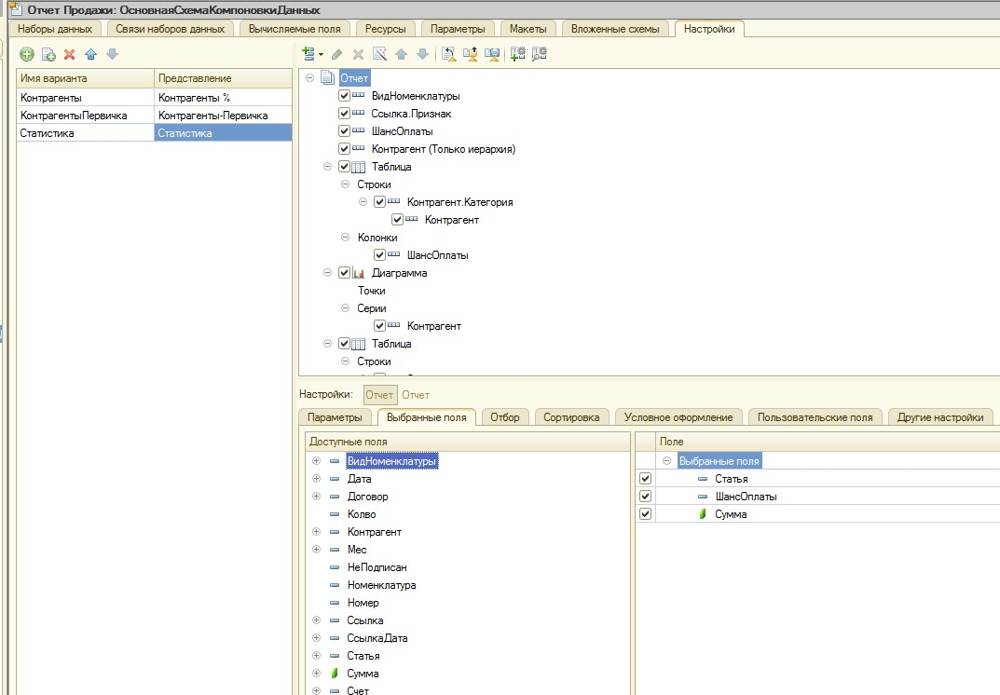 Отчет Продажи: ОсновнаяСхемаКомпоновкиДанных
Наборы данных Связи наборов данных Вычисляемые поля Ресурсы Параметры Макеты Вложенные схемы Настройки
Имя варианта Представление
Контрагенты Контрагенты %
КонтрагентыПервичка Контрагенты-Первичка
Статистика Статистика
Отчет
ВидНоменклатуры
Ссылка.Признак
ШансОплаты
Контрагент (Только иерархия)
Таблица
Строки
Контрагент.Категория
Контрагент
Колонки
ШансОплаты
Диаграмма
Точки
Серии
Контрагент
Таблица
Строки
Настройки: Отчет Отчет
Параметры Выбранные поля Отбор Сортировка Условное оформление Пользовательские поля Другие настройки
Доступные поля
ВидНоменклатуры
Дата
Договор
Колво
Контрагент
Мес
НеПодписан
Номенклатура
Номер
Ссылка
СсылкаДата
Статья
Сумма
Счет
Поле
Выбранные поля
Статья
ШансОплаты
Сумма